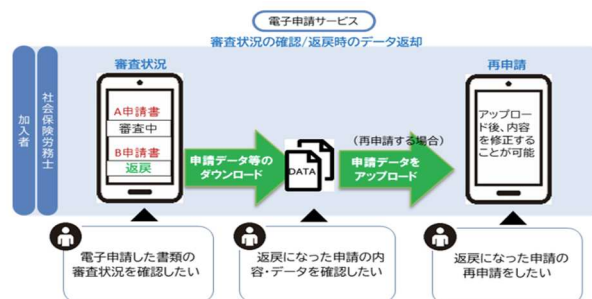 電子申請サービス
審査状況の確認/返戻時のデータ返却
加入者
社会保険労務士
審査状況
A申請書
審査中
B申請書
返戻
申請データ等の
ダウンロード
DATA
(再申請する場合)
申請データを
アップロード
再申請
アップロー
ド後、内容
を修正する
ことが可能
電子申請した書類の
審査状況を確認したい
返戻になった申請の内
容・データを確認したい
返戻になった申請の
再申請をしたい